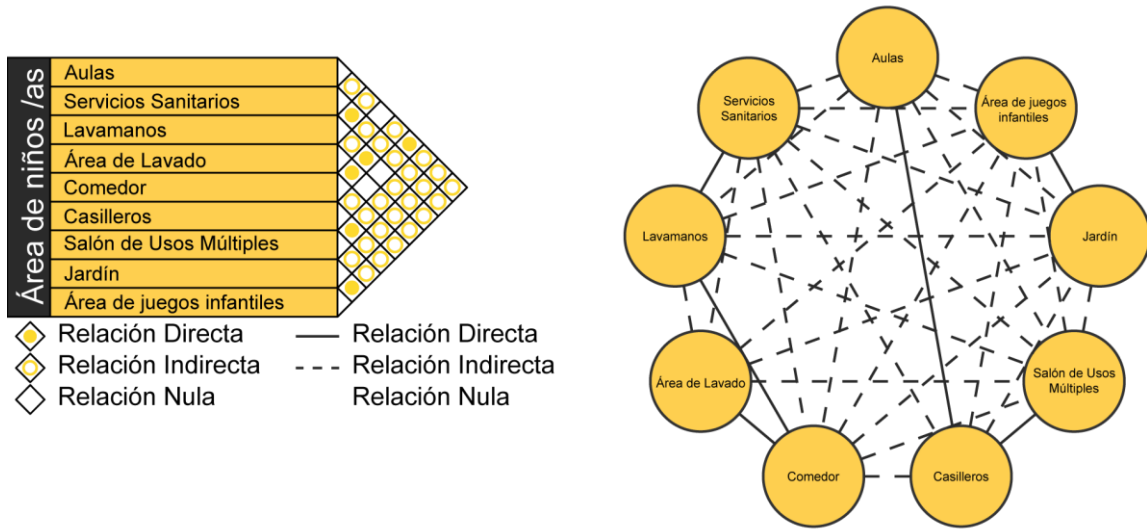 Área de niños /as
Aulas
Servicios Sanitarios
Lavamanos
Área de Lavado
Comedor
Casilleros
Salón de Usos Múltiples
Jardín
Área de juegos infantiles
Relación Directa
Relación Indirecta
Relación Nula
Relación Directa
Relación Indirecta
Relación Nula
Aulas
Servicios
Sanitarios
Área de juegos
infantiles
Lavamanos
Jardín
Área de Lavado
Salón de Usos
Múltiples
Comedor
Casilleros